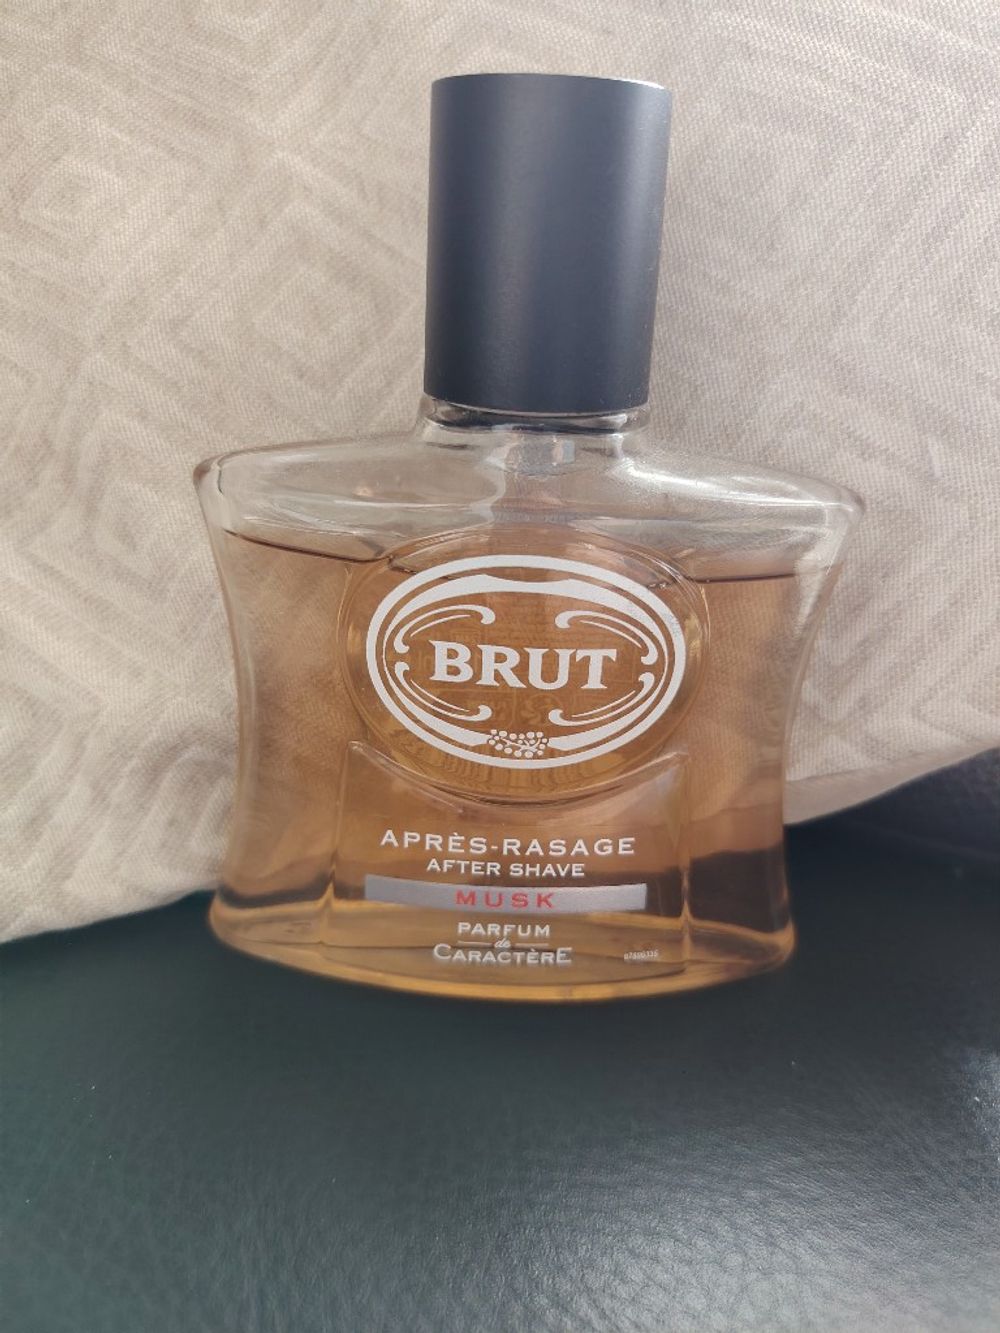 BRUT
APRÈS-RASAGE
AFTER SHAVE
MUSK
PARFUM
de
CARACTÈRE